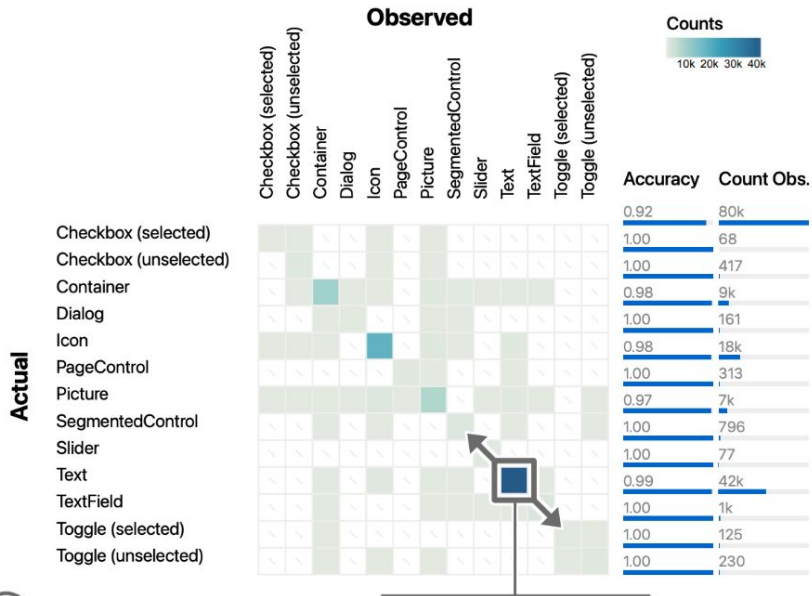 Observed
Counts
10k 20k 30k 40k
Checkbox (selected)
Checkbox (unselected)
Container
Dialog
Icon
PageControl
Picture
SegmentedControl
Slider
Text
TextField
Toggle (selected)
Toggle (unselected)
Accuracy Count Obs.
0.92 80k
Checkbox (selected) 1.00 68
Checkbox (unselected) 1.00 417
Container 0.98 9k
Dialog 1.00 161
Icon 0.98 18k
PageControl 1.00 313
Picture 0.97 7k
SegmentedControl 1.00 796
Slider 1.00 77
Text 0.99 42k
TextField 1.00 1k
Toggle (selected) 1.00 125
Toggle (unselected) 1.00 230
Actual